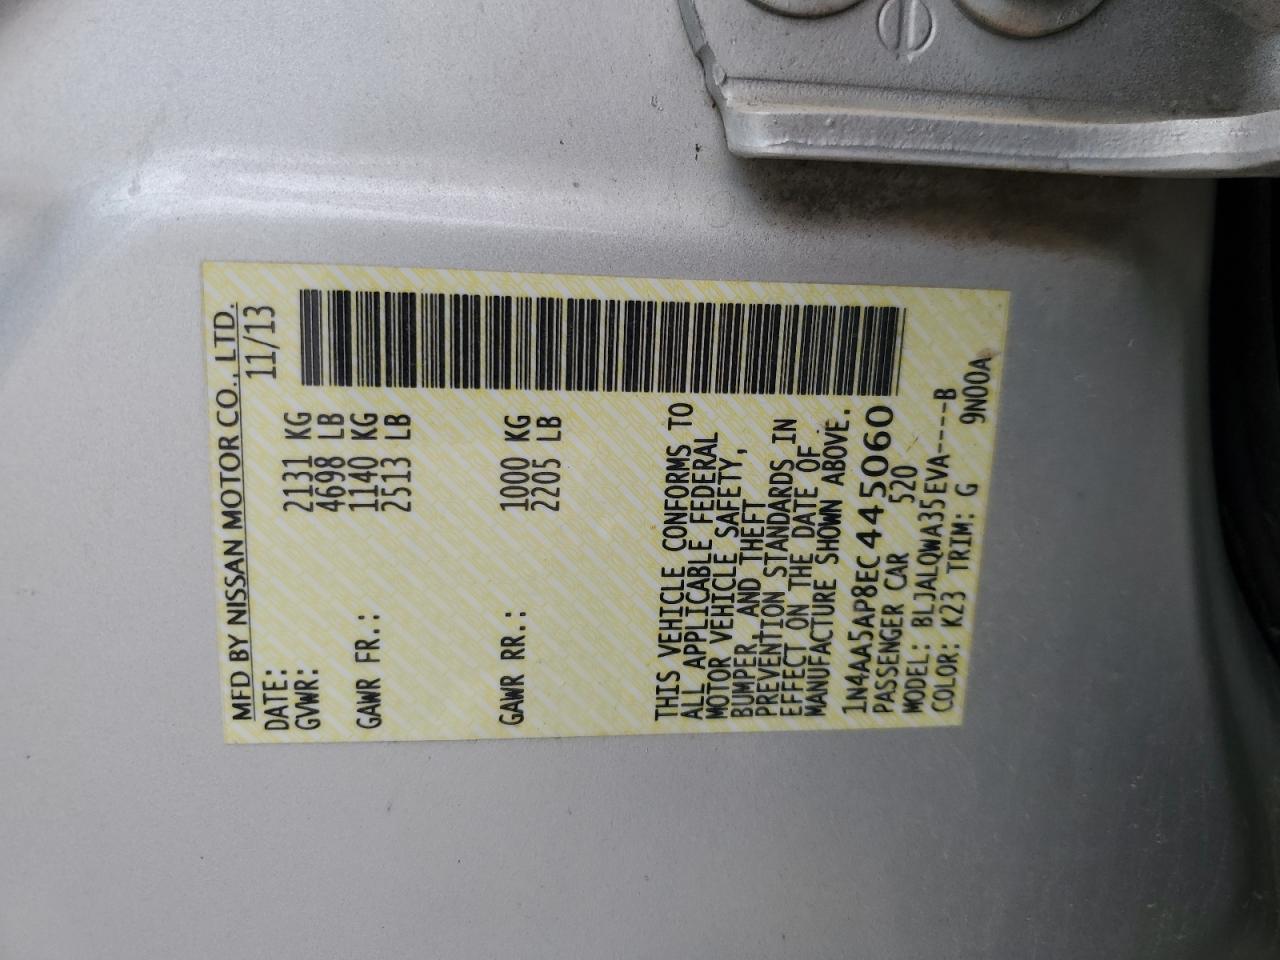 MFD BY NISSAN MOTOR CO., LTD.
DATE: 11/13
GVWR: 2131 KG
4698 LB
GAWR FR.: 1140 KG
2513 LB
GAWR RR.: 1000 KG
2205 LB
THIS VEHICLE CONFORMS TO
ALL APPLICABLE FEDERAL
MOTOR VEHICLE SAFETY,
BUMPER, AND THEFT
PREVENTION STANDARDS IN
EFFECT ON THE DATE OF
MANUFACTURE SHOWN ABOVE.
1N4AA5AP8EC445060
PASSENGER CAR 520
MODEL: BLJALQWA35EVA----B
COLOR: K23 TRIM: G 9N00A